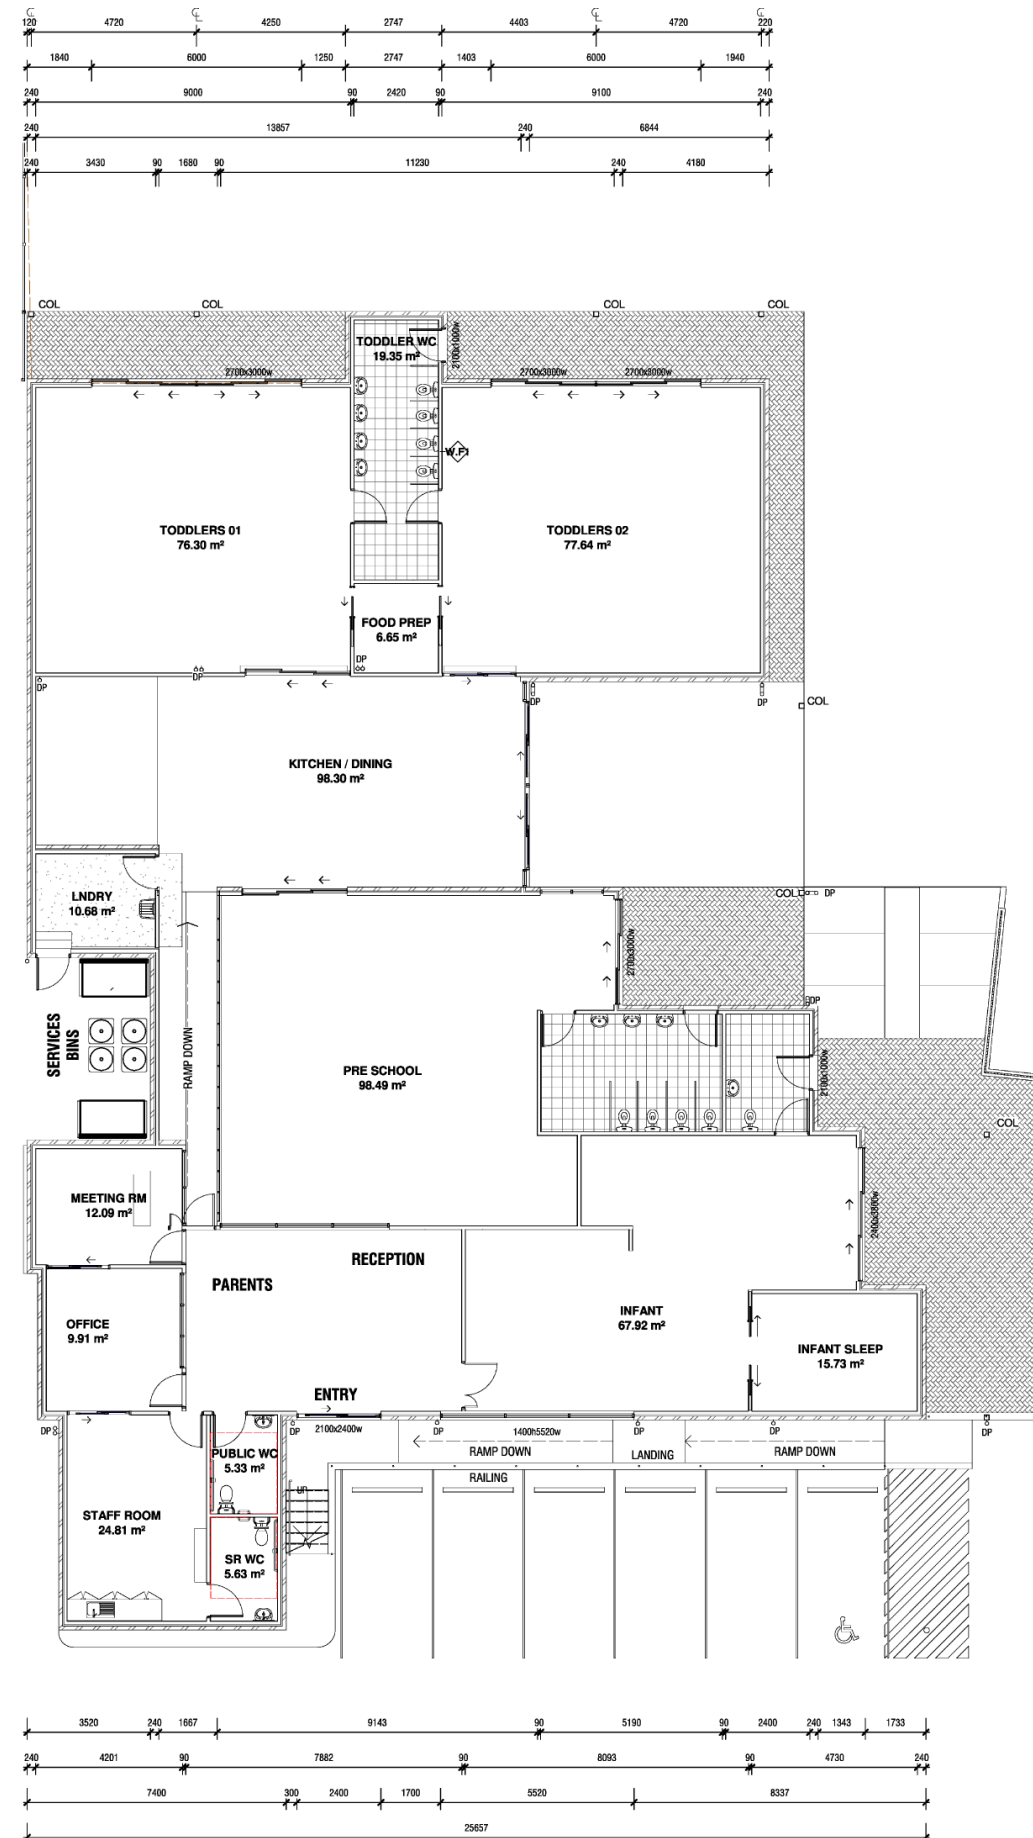 120 4720 4250 2747 4403 4720 220
1840 6000 1250 2747 1403 6000 1940
240 9000 90 2420 90 9100 240
240 13857 240 6844
240 3430 90 1680 90 11230 240 4180
COL COL COL COL
TODDLER WC
19.35 m²
2100x1000w
2700x3000w 2700x3000w 2700x3000w
TODDLERS 01
76.30 m²
TODDLERS 02
77.64 m²
FOOD PREP
6.65 m²
DP
DP DP DP DP
COL
KITCHEN / DINING
98.30 m²
LNDRY
10.68 m²
COL DP
2700x3000w
DP
SERVICES
BINS
RAMP DOWN
PRE SCHOOL
98.49 m²
2100x1000w
COL
MEETING RM
12.09 m²
2400x3860w
RECEPTION
PARENTS
OFFICE
9.91 m²
INFANT
67.92 m²
INFANT SLEEP
15.73 m²
ENTRY
DP DP 2100x2400w DP 1400h5520w DP DP DP
PUBLIC WC
5.33 m²
RAMP DOWN LANDING RAMP DOWN
RAILING
UP
STAFF ROOM
24.81 m²
SR WC
5.63 m²
3520 240 1667 9143 90 5190 90 2400 240 1343 1733
240 4201 90 7882 90 8093 90 4730 240
7400 300 2400 1700 5520 8337
25657